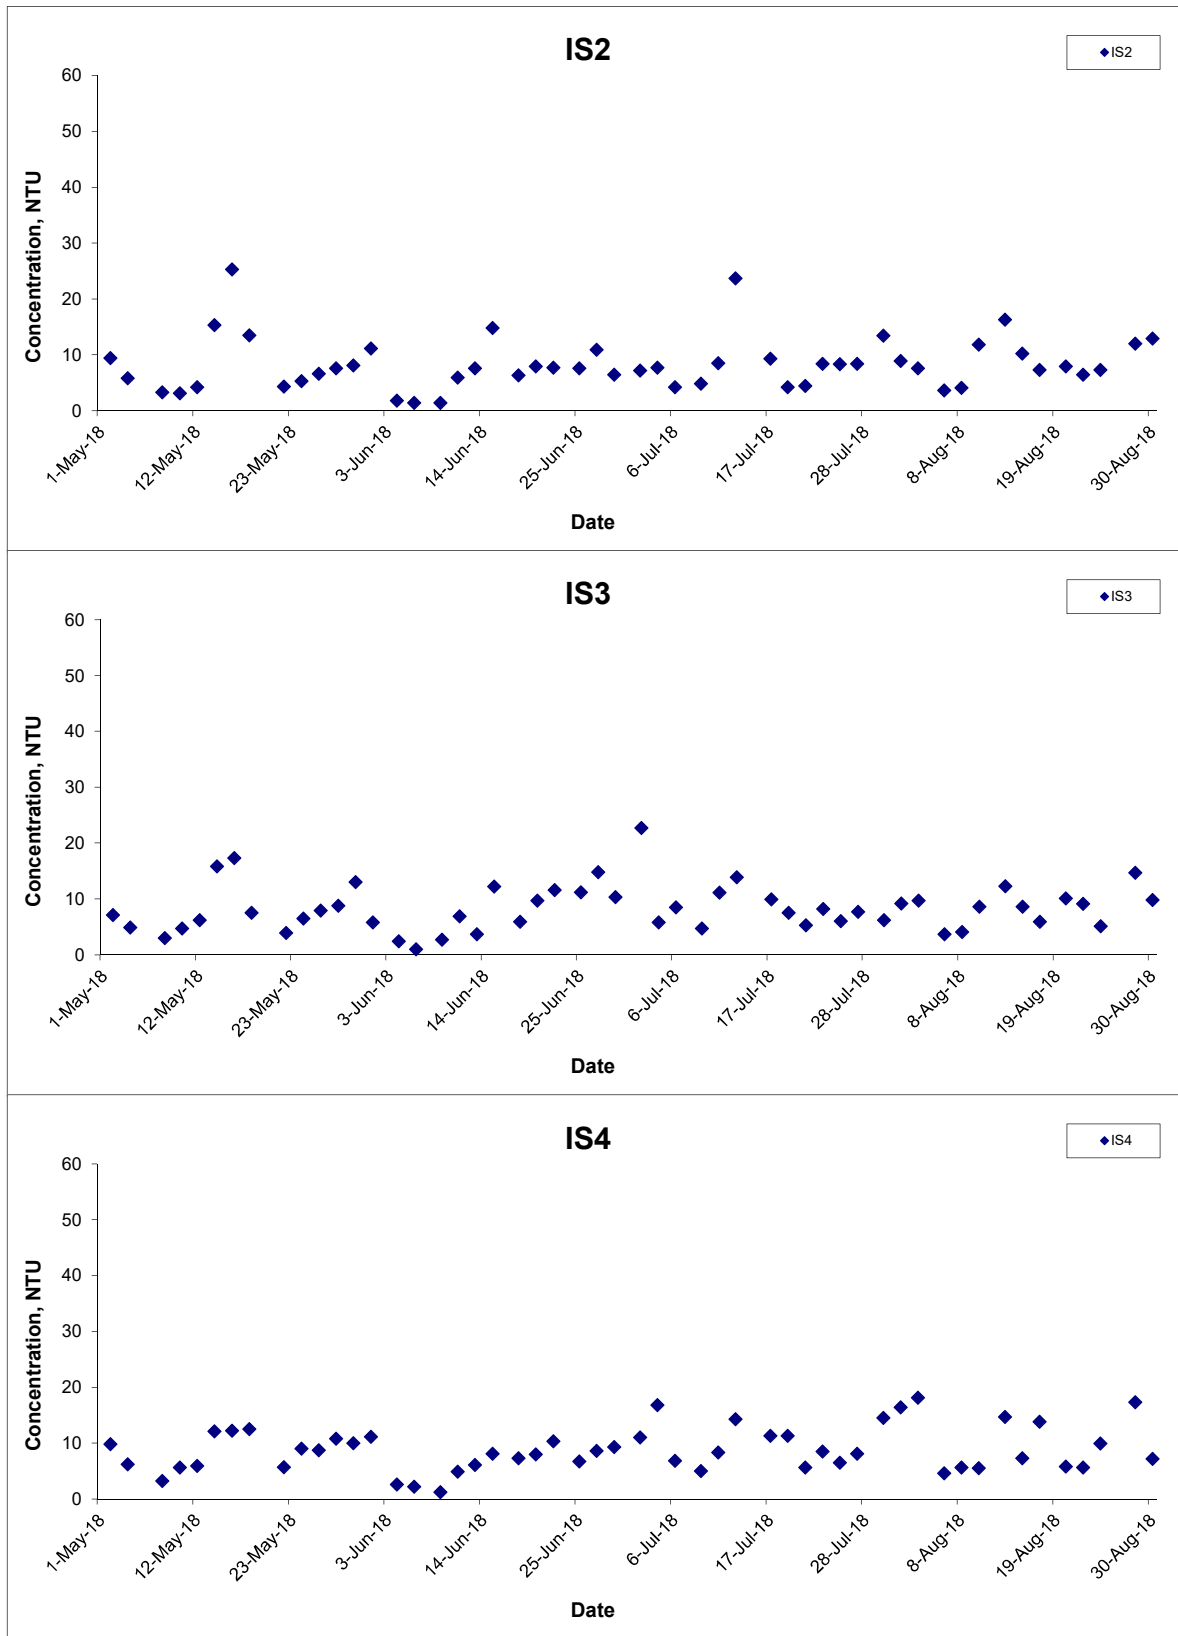 IS2
IS2
60
50
40
30
20
10
0
Concentration, NTU
1-May-18
12-May-18
23-May-18
3-Jun-18
14-Jun-18
25-Jun-18
6-Jul-18
17-Jul-18
28-Jul-18
8-Aug-18
19-Aug-18
30-Aug-18
Date
IS3
IS3
60
50
40
30
20
10
0
Concentration, NTU
1-May-18
12-May-18
23-May-18
3-Jun-18
14-Jun-18
25-Jun-18
6-Jul-18
17-Jul-18
28-Jul-18
8-Aug-18
19-Aug-18
30-Aug-18
Date
IS4
IS4
60
50
40
30
20
10
0
Concentration, NTU
1-May-18
12-May-18
23-May-18
3-Jun-18
14-Jun-18
25-Jun-18
6-Jul-18
17-Jul-18
28-Jul-18
8-Aug-18
19-Aug-18
30-Aug-18
Date